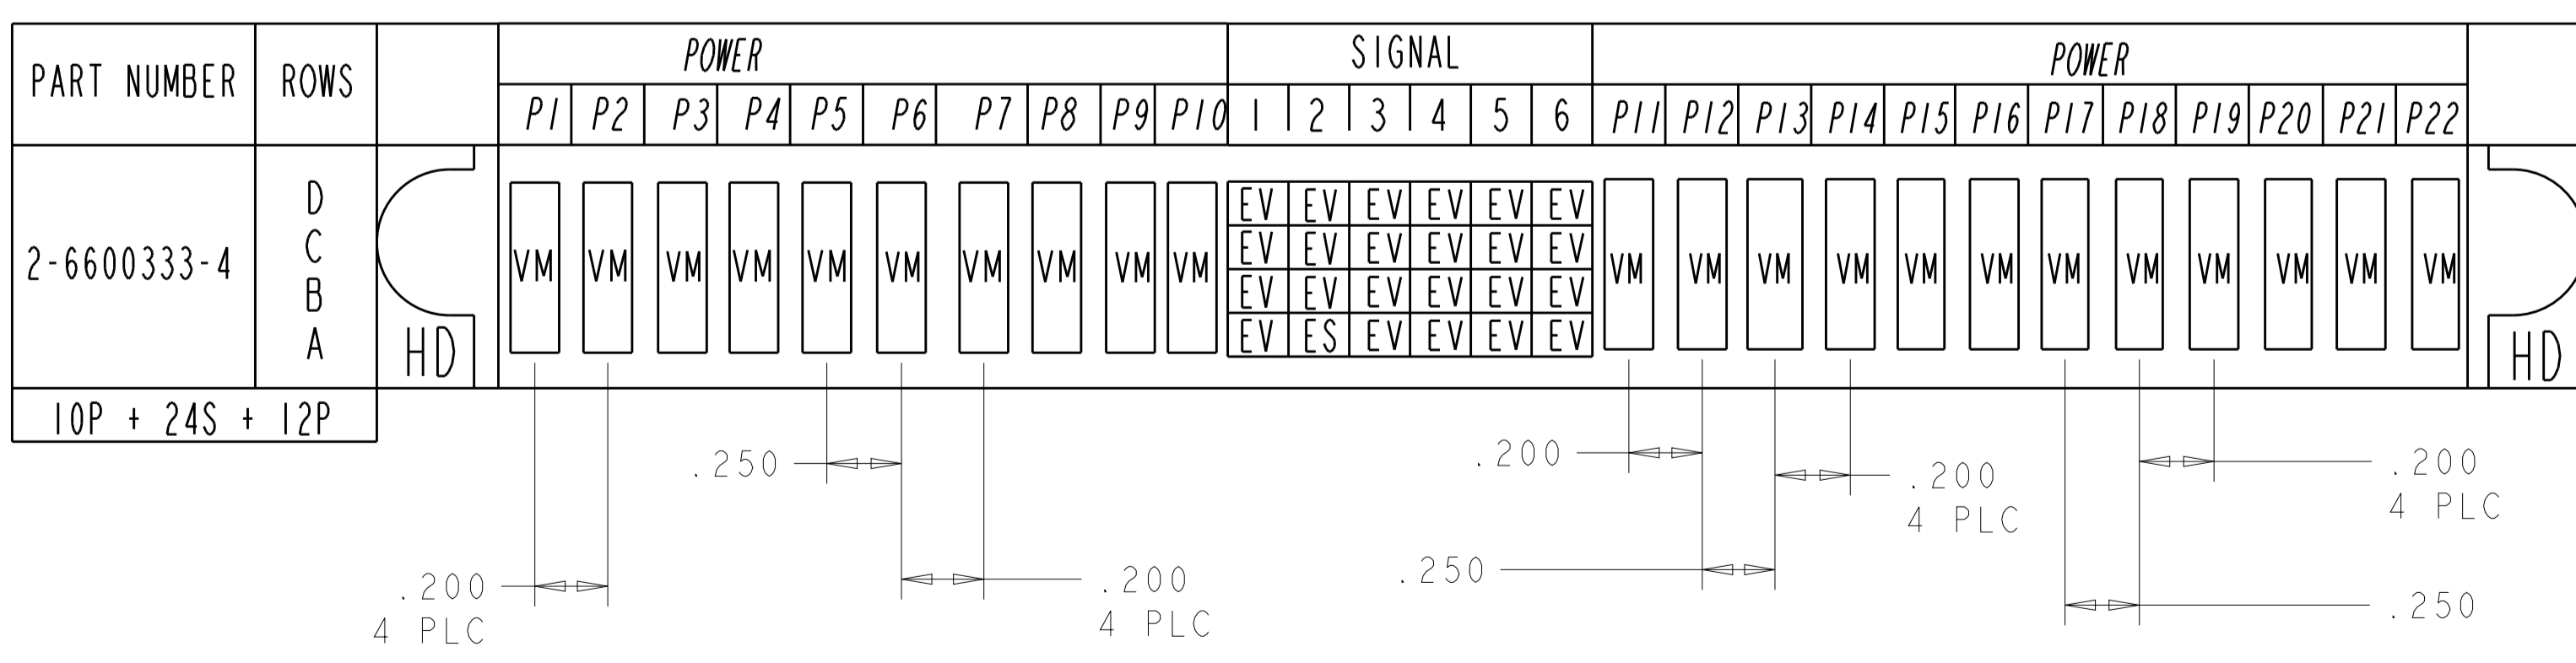 PART NUMBER ROWS POWER SIGNAL POWER
P1 P2 P3 P4 P5 P6 P7 P8 P9 P10 1 2 3 4 5 6 P11 P12 P13 P14 P15 P16 P17 P18 P19 P20 P21 P22
D EV EV EV EV EV EV
C EV EV EV EV EV EV
2-6600333-4 VM VM VM VM VM VM VM VM VM VM VM VM VM VM VM VM VM VM VM VM VM VM
B EV EV EV EV EV EV
A EV ES EV EV EV EV
HD HD
10P + 24S + 12P
.250 .200 .200 .200
4 PLC 4 PLC
.200 .200 .250 .250
4 PLC 4 PLC